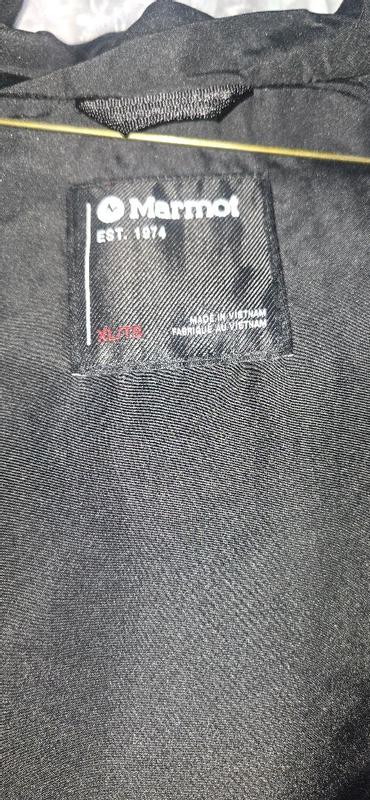 Marmot
EST. 1974
XL/TG
MADE IN VIETNAM
FABRIQUÉ AU VIETNAM